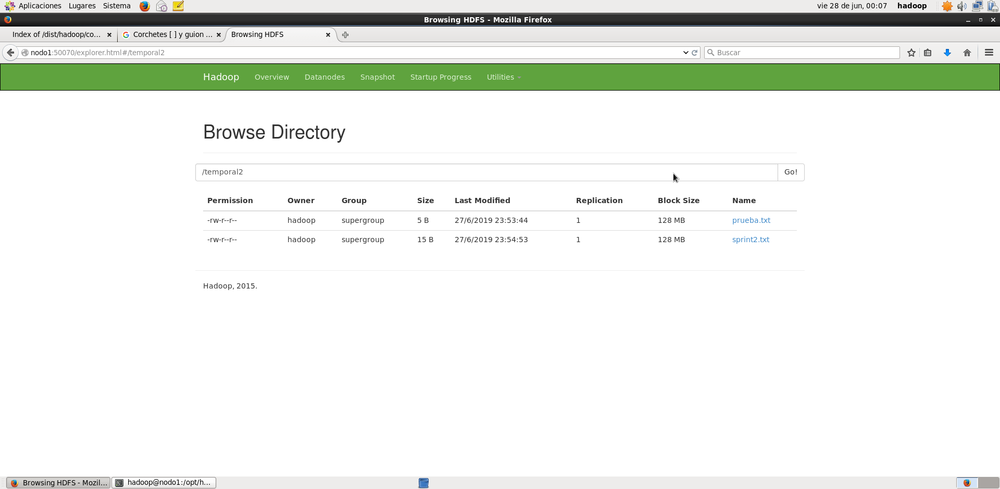 Aplicaciones Lugares Sistema vie 28 de jun, 00:07 hadoop
Browsing HDFS - Mozilla Firefox
Index of /dist/hadoop/co... Corchetes [ ] y guion ... Browsing HDFS
nodo1:50070/explorer.html#/temporal2 Buscar
Hadoop Overview Datanodes Snapshot Startup Progress Utilities
Browse Directory
/temporal2 Go!
Permission Owner Group Size Last Modified Replication Block Size Name
-rw-r--r-- hadoop supergroup 5 B 27/6/2019 23:53:44 1 128 MB prueba.txt
-rw-r--r-- hadoop supergroup 15 B 27/6/2019 23:54:53 1 128 MB sprint2.txt
Hadoop, 2015.
Browsing HDFS - Mozil... hadoop@nodo1:/opt/h...